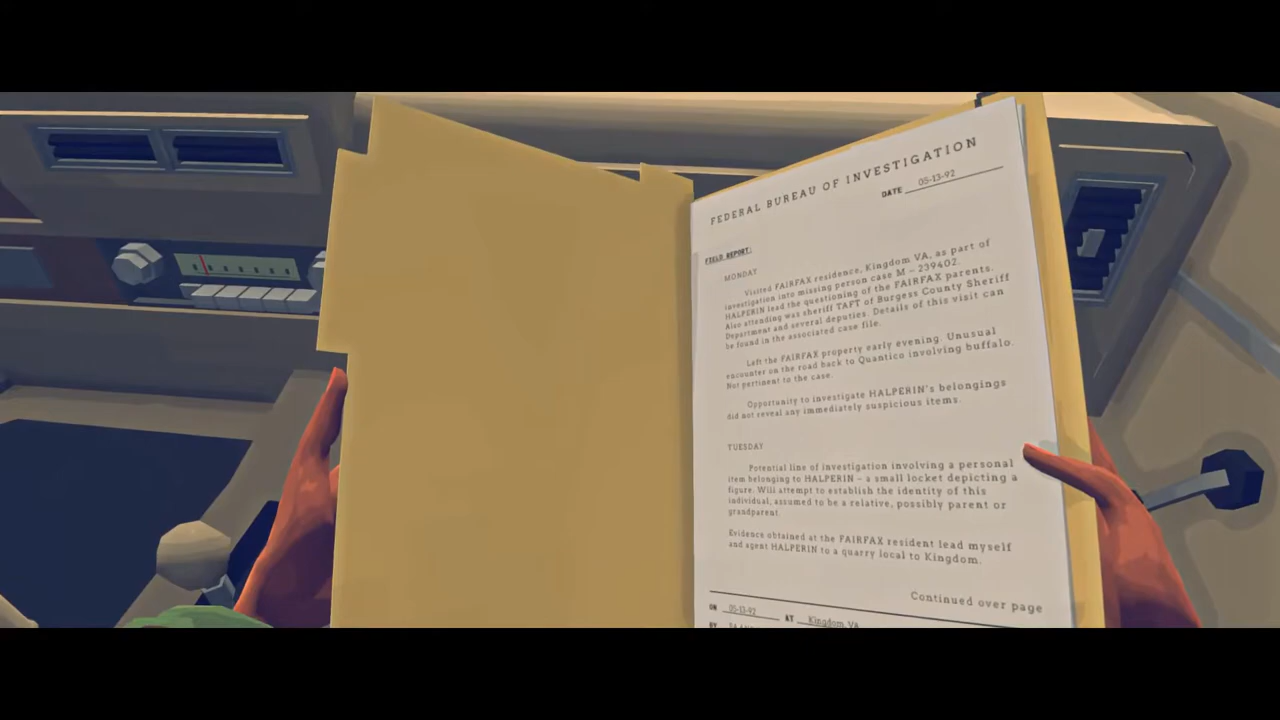 FEDERAL BUREAU OF INVESTIGATION
DATE 05-13-92
FIELD REPORT:
MONDAY
Visited FAIRFAX residence, Kingdom VA, as part of
investigation into missing person case M - 239402.
HALPERIN lead the questioning of the FAIRFAX parents.
Also attending was sheriff TAFT of Burgess County Sheriff
Department and several deputies. Details of this visit can
be found in the associated case file.
Left the FAIRFAX property early evening. Unusual
encounter on the road back to Quantico involving buffalo.
Not pertinent to the case.
Opportunity to investigate HALPERIN's belongings
did not reveal any immediately suspicious items.
TUESDAY
Potential line of investigation involving a personal
item belonging to HALPERIN – a small locket depicting a
figure. Will attempt to establish the identity of this
individual, assumed to be a relative, possibly parent or
grandparent.
Evidence obtained at the FAIRFAX resident lead myself
and agent HALPERIN to a quarry local to Kingdom.
Continued over page
ON 05-13-92 AT Kingdom, VA
BY